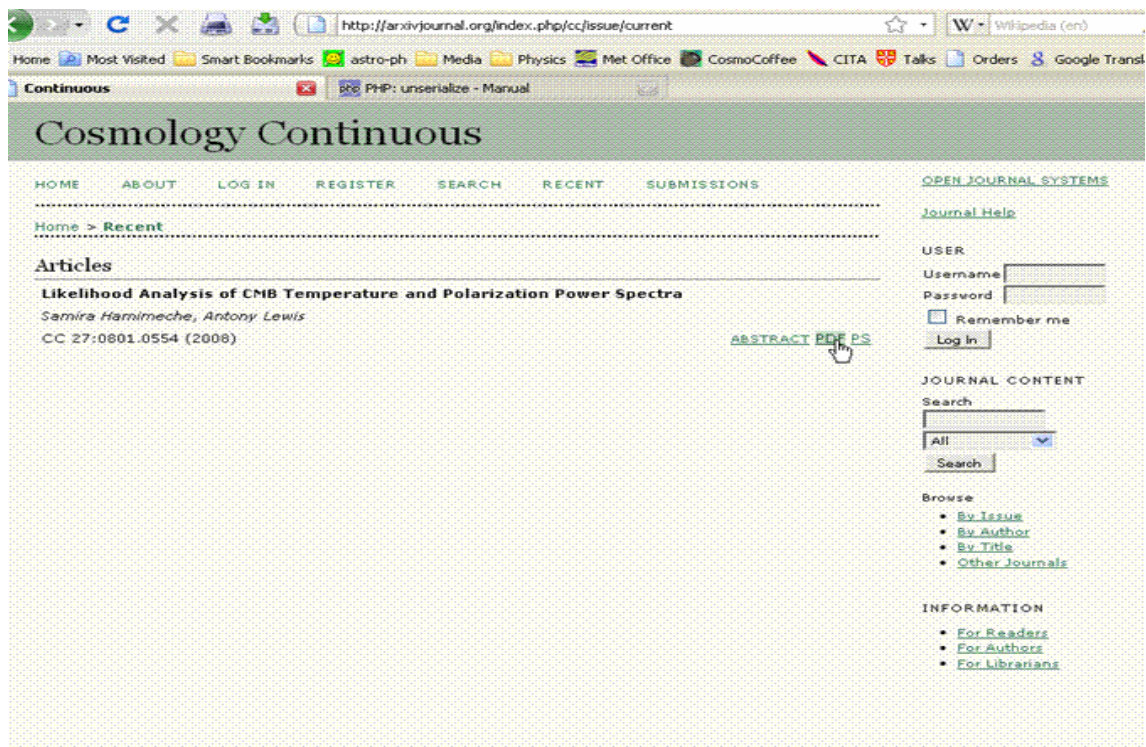 http://arxivjournal.org/index.php/cc/issue/current
W Wikipedia (en)
Home Most Visited Smart Bookmarks astro-ph Media Physics Met Office CosmoCoffee CITA Talks Orders Google Transl
Continuous
php PHP: unserialize - Manual
Cosmology Continuous
HOME ABOUT LOG IN REGISTER SEARCH RECENT SUBMISSIONS
Home > Recent
Articles
Likelihood Analysis of CMB Temperature and Polarization Power Spectra
Samira Hamimeche, Antony Lewis
CC 27:0801.0554 (2008)
ABSTRACT PDF PS
OPEN JOURNAL SYSTEMS
Journal Help
USER
Username
Password
Remember me
Log In
JOURNAL CONTENT
Search
All
Search
Browse
• By Issue
• By Author
• By Title
• Other Journals
INFORMATION
• For Readers
• For Authors
• For Librarians